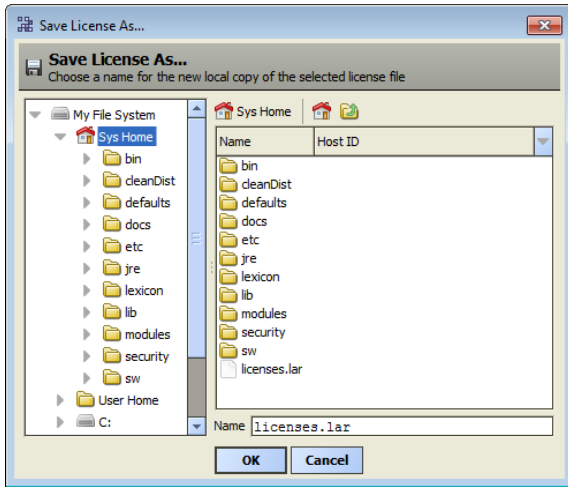 Save License As...
Save License As...
Choose a name for the new local copy of the selected license file
My File System
Sys Home
bin
cleanDist
defaults
docs
etc
jre
lexicon
lib
modules
security
sw
User Home
C:
Sys Home
Name Host ID
bin
cleanDist
defaults
docs
etc
jre
lexicon
lib
modules
security
sw
licenses.lar
Name licenses.lar
OK Cancel